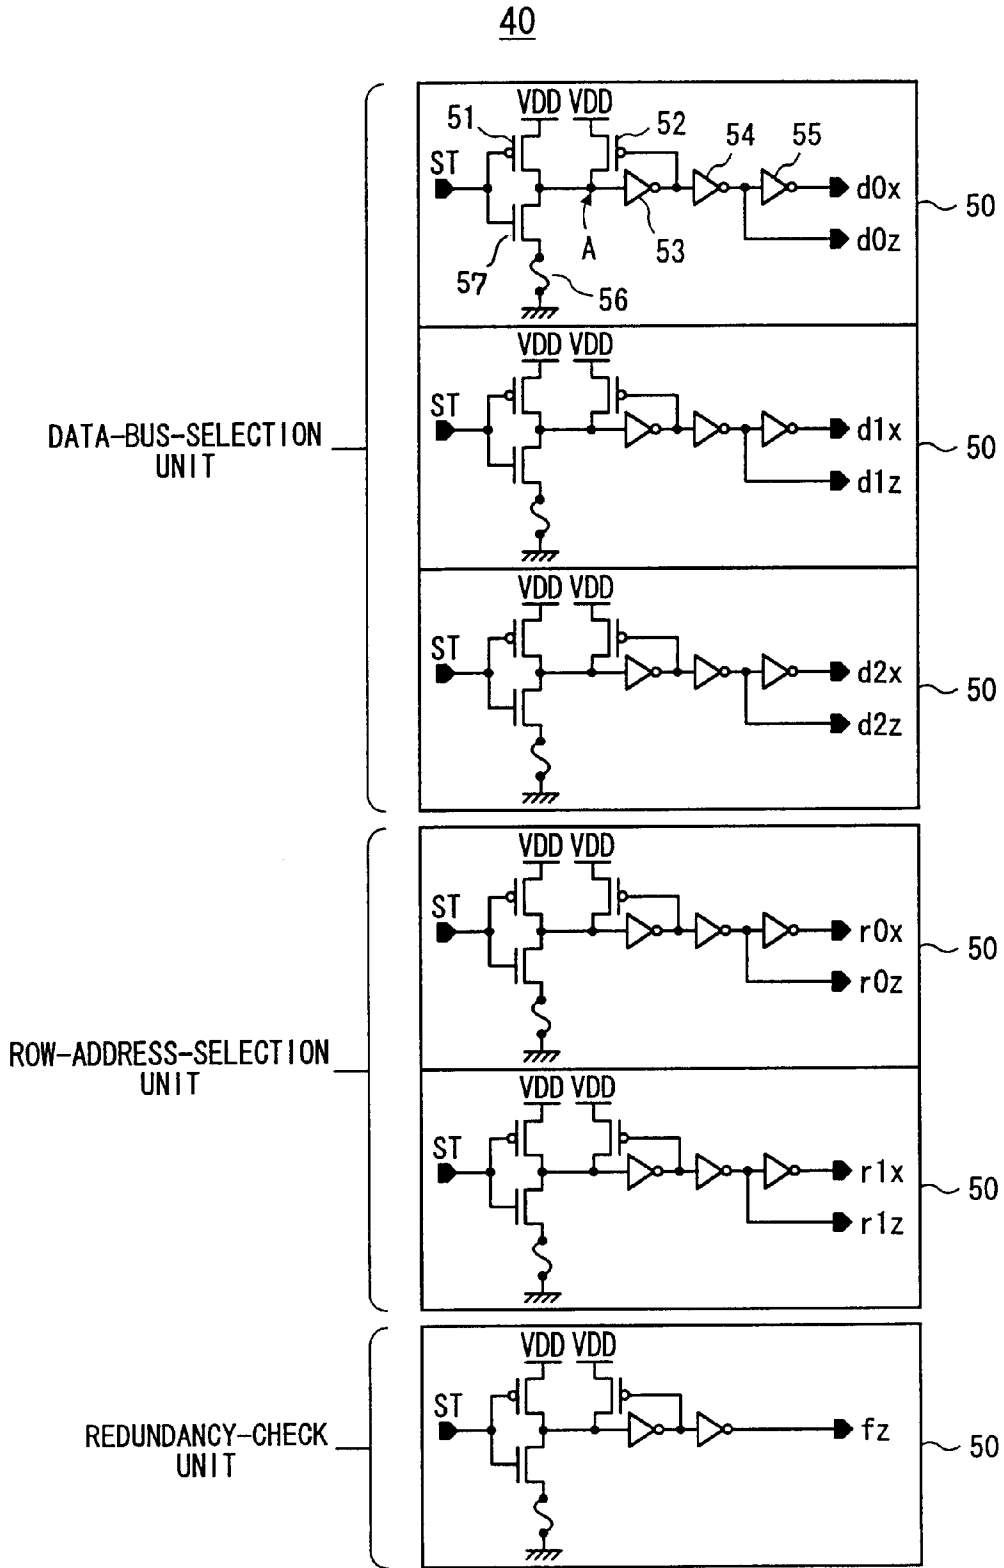 40
VDD VDD
51
52
54
55
ST
d0x
50
A
53
d0z
57
56
VDD VDD
ST
d1x
50
DATA-BUS-SELECTION
UNIT
d1z
VDD VDD
ST
d2x
50
d2z
VDD VDD
ST
r0x
50
r0z
ROW-ADDRESS-SELECTION
UNIT
VDD VDD
ST
r1x
50
r1z
VDD VDD
ST
fz
50
REDUNDANCY-CHECK
UNIT